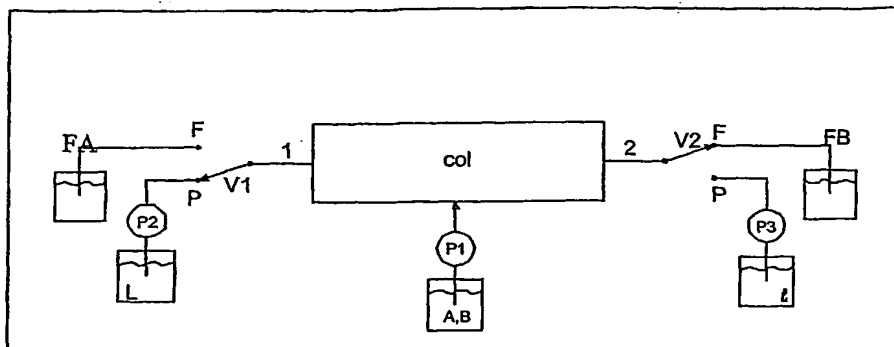 FA F V2 F FB
1 col 2
P V1 P
P2 P1 P3
L A,B ℓ